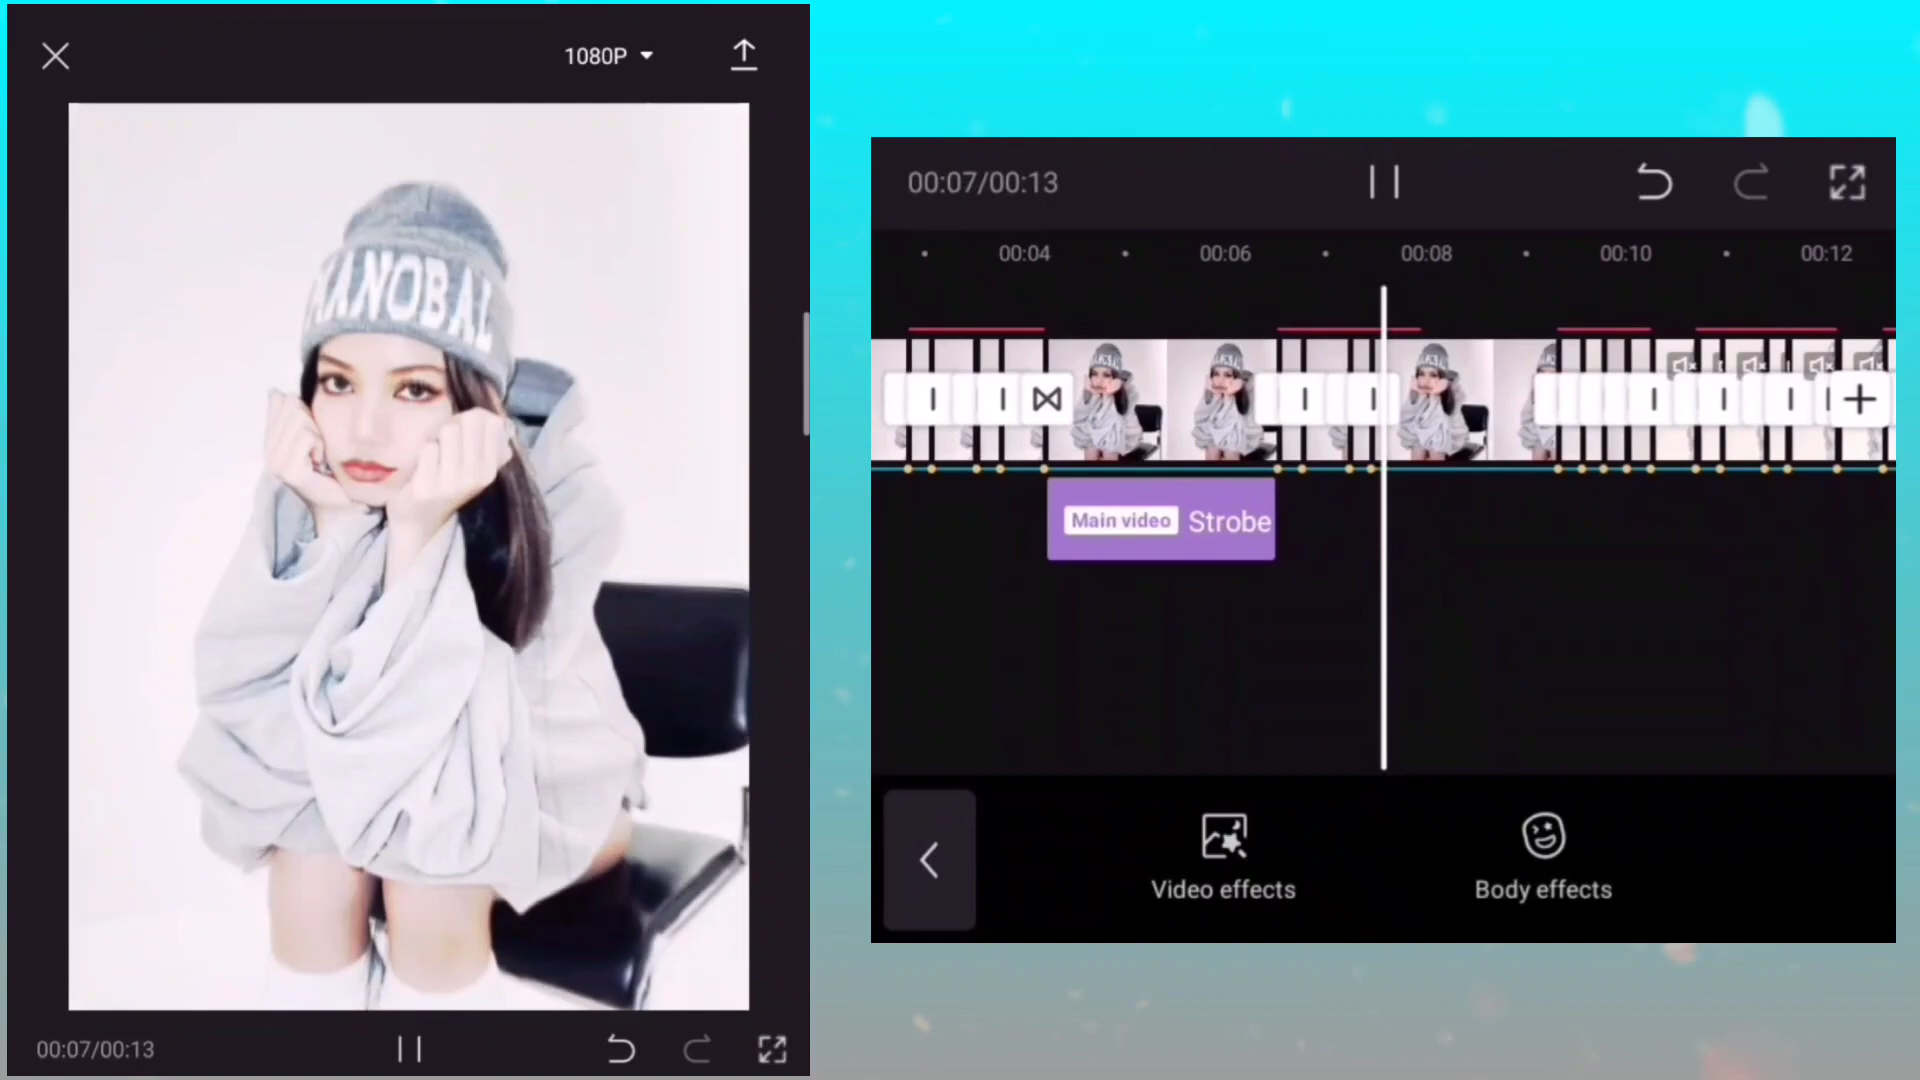 1080P
MANOBAL
00:07/00:13
00:07/00:13
00:04 00:06 00:08 00:10 00:12
Main video Strobe
Video effects Body effects